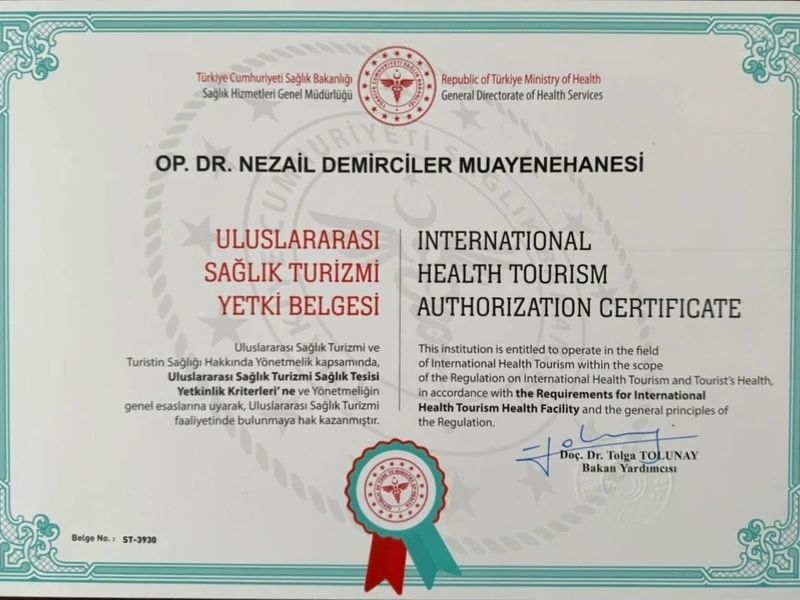 Türkiye Cumhuriyeti Sağlık Bakanlığı
Sağlık Hizmetleri Genel Müdürlüğü
Republic of Türkiye Ministry of Health
General Directorate of Health Services
OP. DR. NEZAİL DEMİRCİLER MUAYENEHANESİ
ULUSLARARASI
SAĞLIK TURİZMİ
YETKİ BELGESİ
INTERNATIONAL
HEALTH TOURISM
AUTHORIZATION CERTIFICATE
Uluslararası Sağlık Turizmi ve
Turistin Sağlığı Hakkında Yönetmelik kapsamında,
Uluslararası Sağlık Turizmi Sağlık Tesisi
Yetkinlik Kriterleri'ne ve Yönetmeliğin
genel esaslarına uyarak, Uluslararası Sağlık Turizmi
faaliyetinde bulunmaya hak kazanmıştır.
This institution is entitled to operate in the field
of International Health Tourism within the scope
of the Regulation on International Health Tourism and Tourist's Health,
in accordance with the Requirements for International
Health Tourism Health Facility and the general principles of
the Regulation.
Doç. Dr. Tolga TOLUNAY
Bakan Yardımcısı
Belge No. : ST-3930